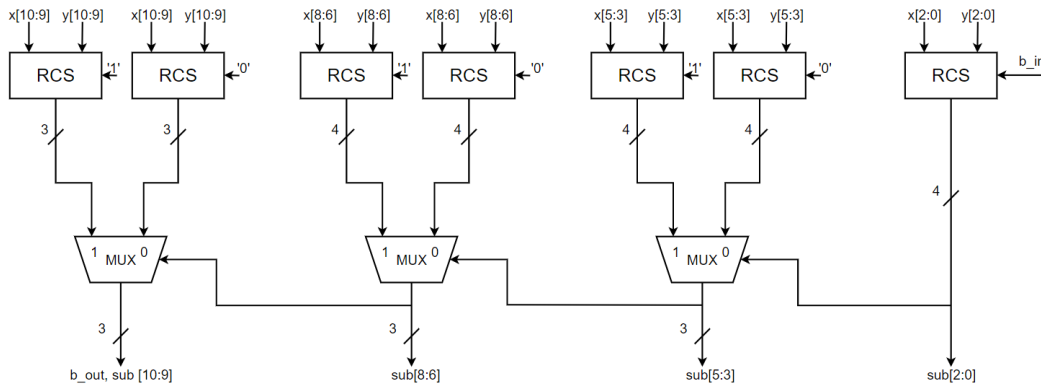 x[10:9] y[10:9] x[10:9] y[10:9] x[8:6] y[8:6] x[8:6] y[8:6] x[5:3] y[5:3] x[5:3] y[5:3] x[2:0] y[2:0]
RCS '1' RCS '0' RCS '1' RCS '0' RCS '1' RCS '0' RCS b_in
3 3 4 4 4 4
4
1 MUX 0 1 MUX 0 1 MUX 0
3 3 3
b_out, sub [10:9] sub[8:6] sub[5:3] sub[2:0]